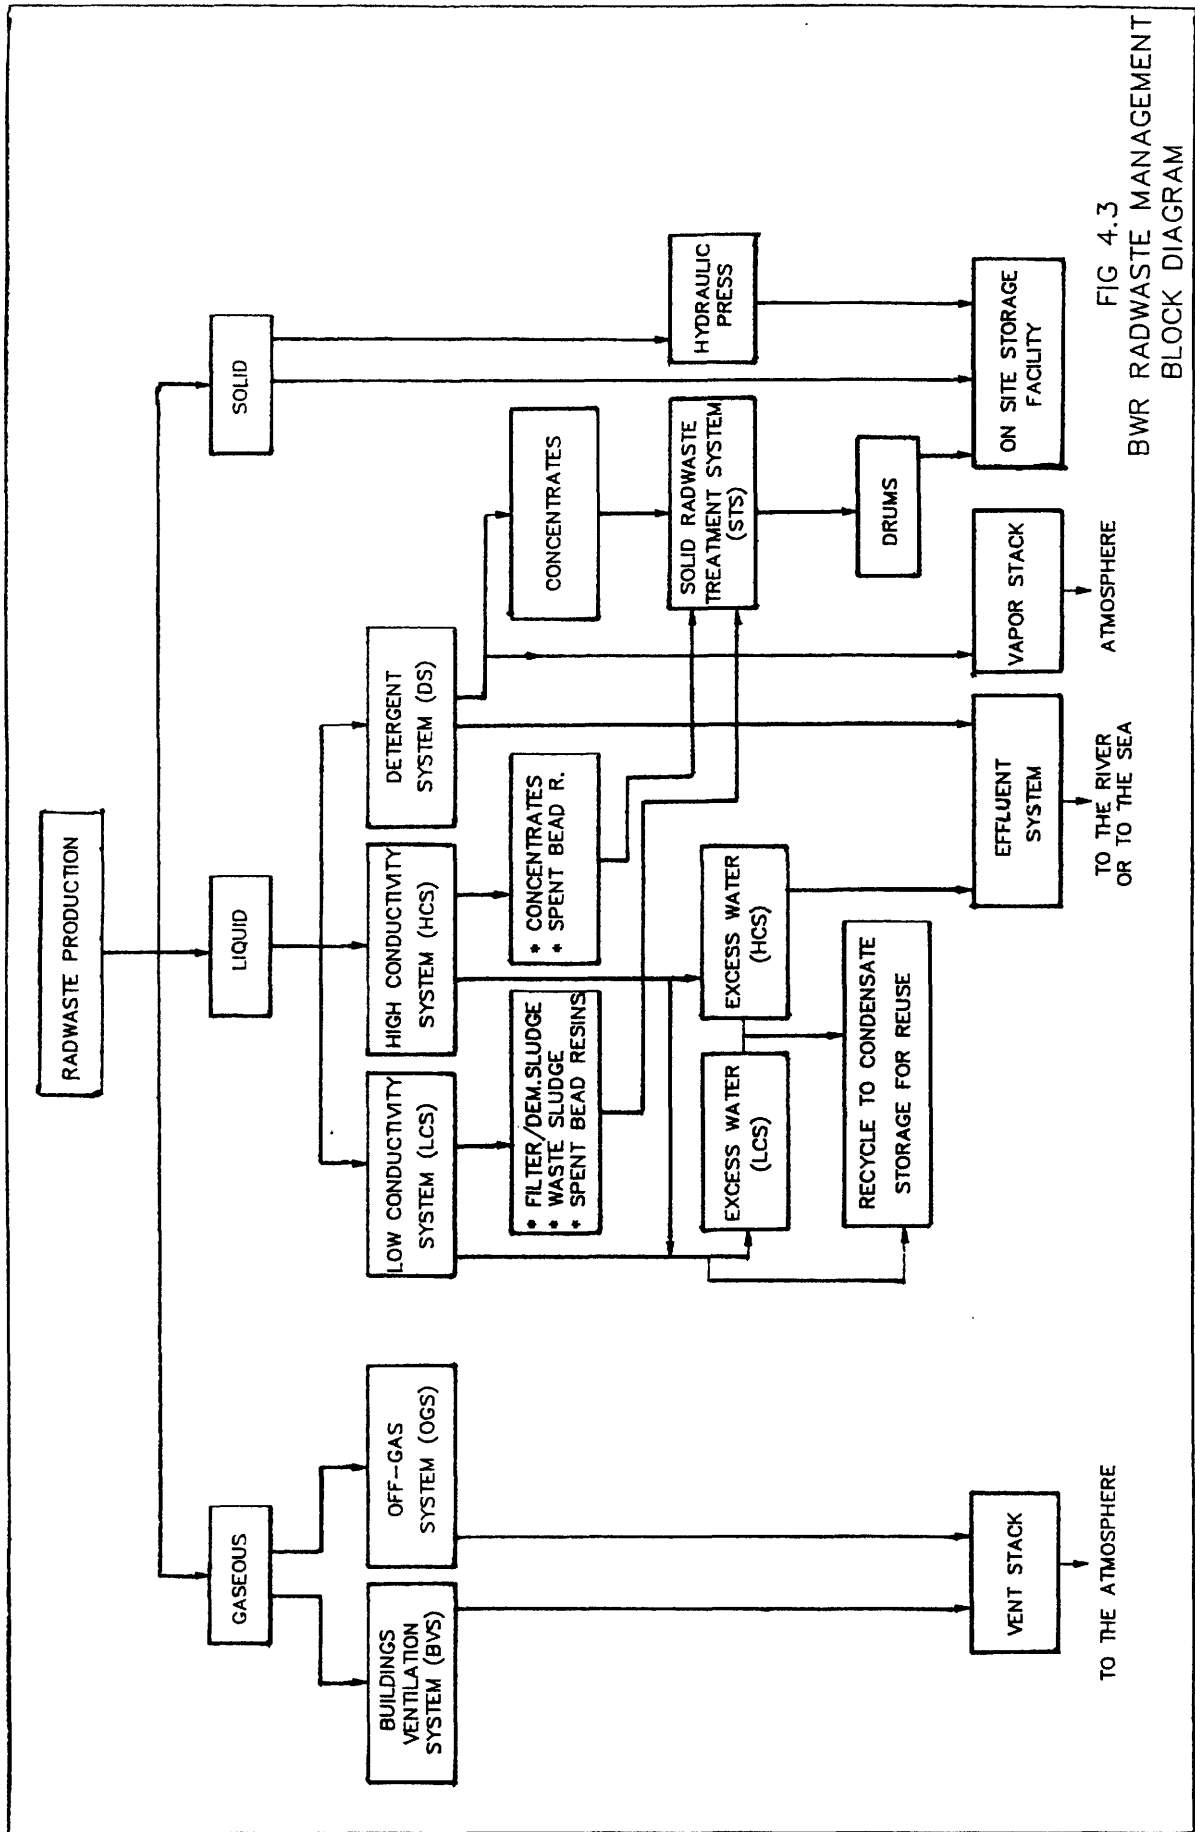 RADWASTE PRODUCTION
GASEOUS
LIQUID
SOLID
BUILDINGS
VENTILATION
SYSTEM (BVS)
OFF-GAS
SYSTEM (OGS)
LOW CONDUCTIVITY
SYSTEM (LCS)
HIGH CONDUCTIVITY
SYSTEM (HCS)
DETERGENT
SYSTEM (DS)
* FILTER/DEM.SLUDGE
* WASTE SLUDGE
* SPENT BEAD RESINS
* CONCENTRATES
* SPENT BEAD R.
CONCENTRATES
SOLID RADWASTE
TREATMENT SYSTEM
(STS)
HYDRAULIC
PRESS
EXCESS WATER
(LCS)
EXCESS WATER
(HCS)
RECYCLE TO CONDENSATE
STORAGE FOR REUSE
DRUMS
VENT STACK
EFFLUENT
SYSTEM
VAPOR STACK
ON SITE STORAGE
FACILITY
TO THE ATMOSPHERE
TO THE RIVER
OR TO THE SEA
ATMOSPHERE
FIG 4.3
BWR RADWASTE MANAGEMENT
BLOCK DIAGRAM